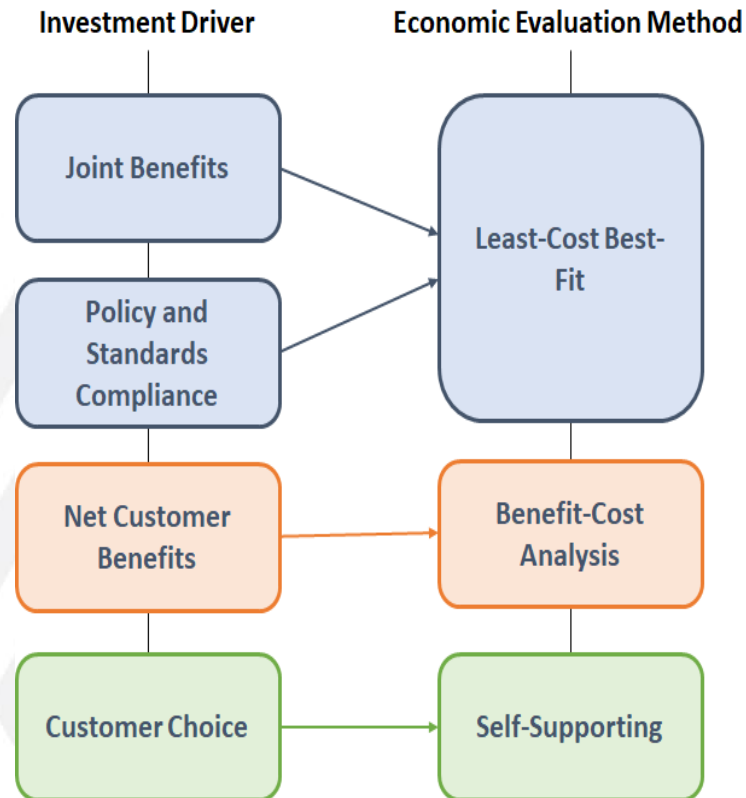 Investment Driver
Economic Evaluation Method
Joint Benefits
Least-Cost Best-
Fit
Policy and
Standards
Compliance
Net Customer
Benefits
Benefit-Cost
Analysis
Customer Choice
Self-Supporting